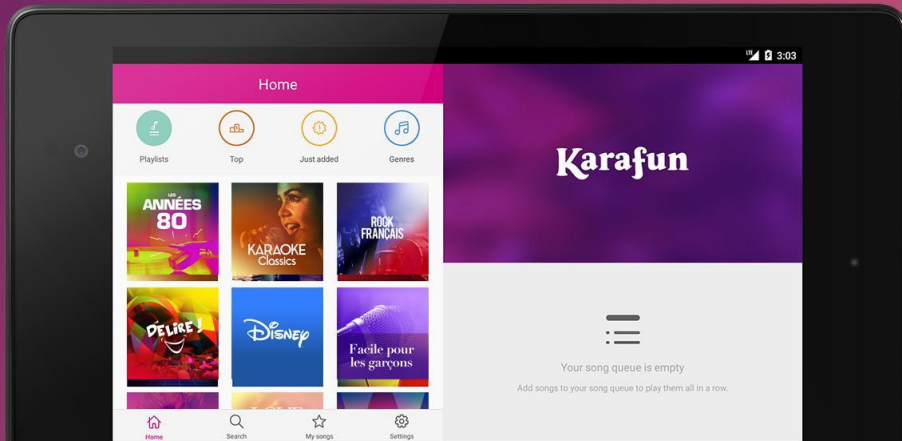 LTE 3:03
Home
Playlists
Top
Just added
Genres
LES
ANNÉES
80
KARAOKE
Classics
ROCK
FRANÇAIS
DÉLIRE !
Disney
Facile pour
les garçons
Home
Search
My songs
Settings
Karafun
Your song queue is empty
Add songs to your song queue to play them all in a row.